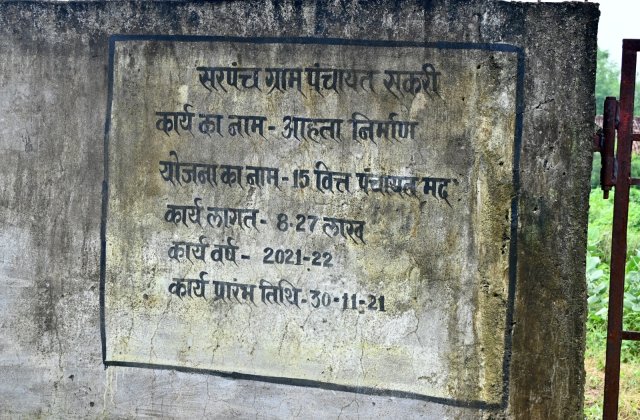 सरपंच ग्राम पंचायत सकरी
कार्य का नाम - आहता निर्माण
योजना का नाम - 15 वित्त पंचायत मद
कार्य लागत - 8.27 लाख
कार्य वर्ष - 2021-22
कार्य प्रारंभ तिथि - 30-11-21